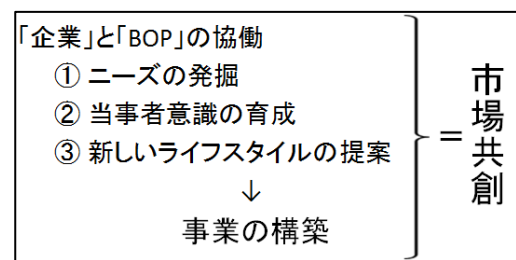 「企業」と「BOP」の協働
① ニーズの発掘
② 当事者意識の育成
③ 新しいライフスタイルの提案
↓
事業の構築
＝
市場共創